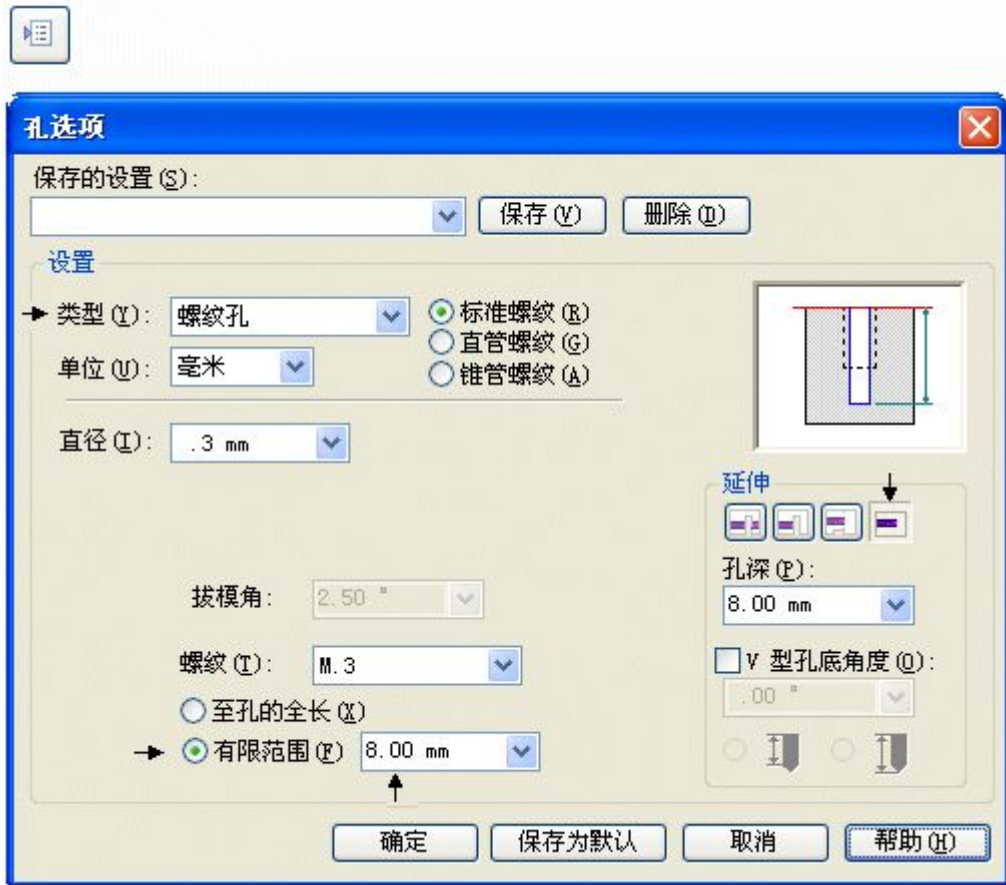 孔选项
保存的设置(S):
保存(V) 删除(D)
设置
类型(Y): 螺纹孔 标准螺纹(R)
直管螺纹(G)
单位(U): 毫米 锥管螺纹(A)
直径(I): .3 mm
延伸
孔深(P):
8.00 mm
拔模角: 2.50 °
螺纹(T): M.3
V 型孔底角度(O):
.00 °
至孔的全长(X)
有限范围(F) 8.00 mm
确定 保存为默认 取消 帮助(H)